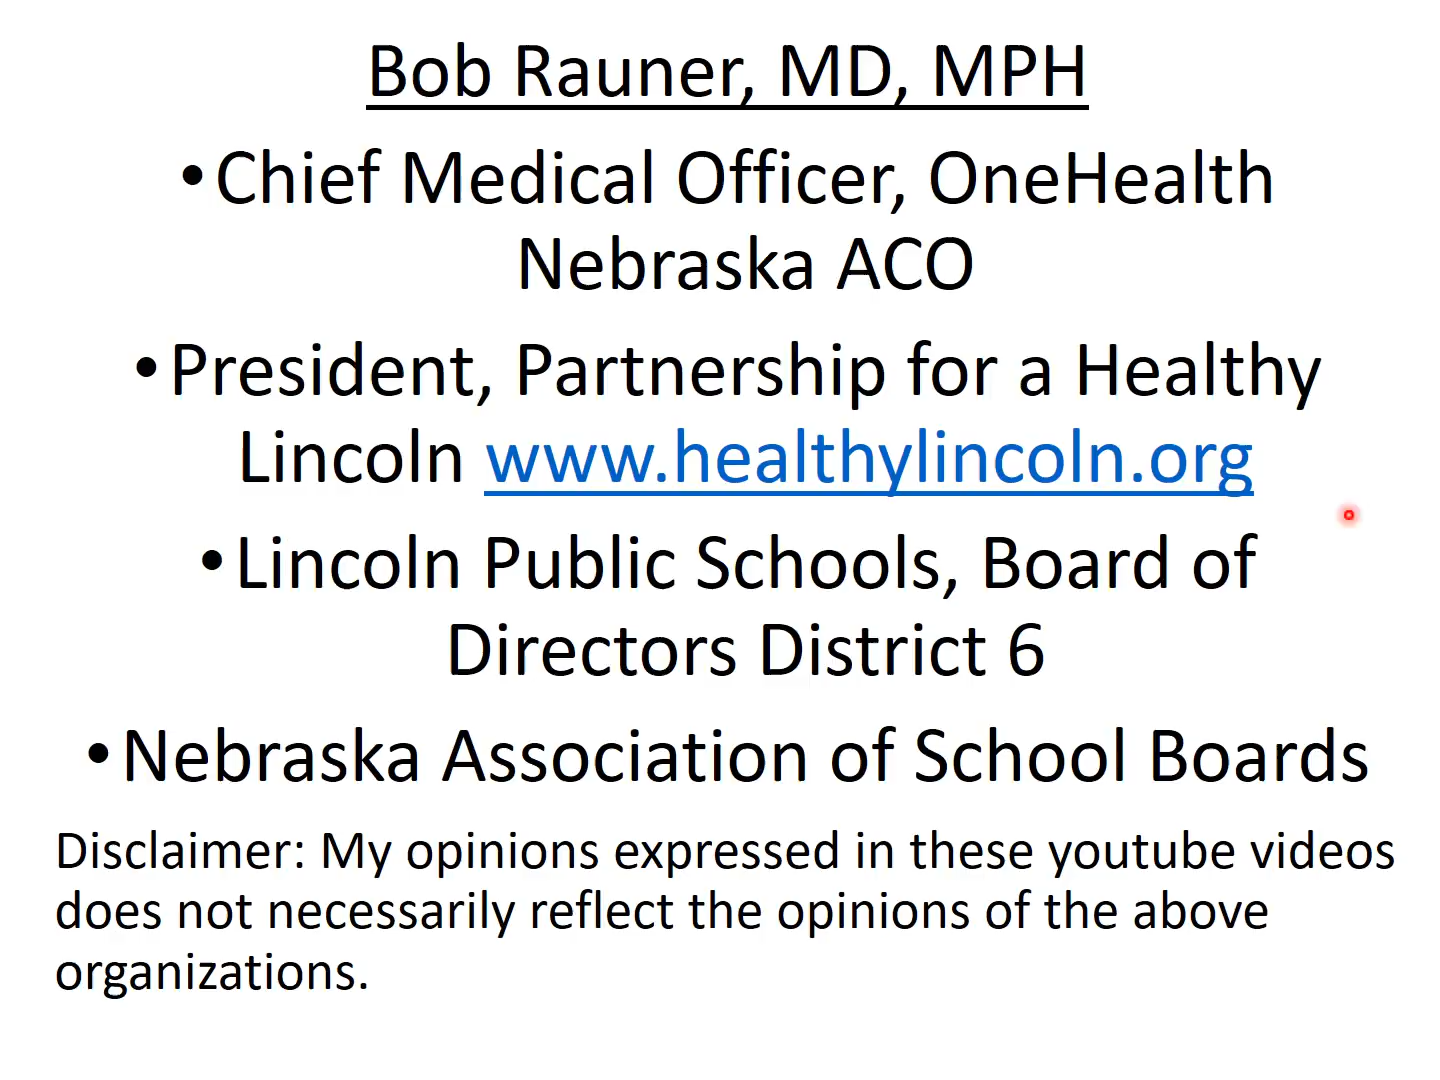 Bob Rauner, MD, MPH
•Chief Medical Officer, OneHealth
Nebraska ACO
•President, Partnership for a Healthy
Lincoln www.healthylincoln.org
•Lincoln Public Schools, Board of
Directors District 6
•Nebraska Association of School Boards
Disclaimer: My opinions expressed in these youtube videos
does not necessarily reflect the opinions of the above
organizations.